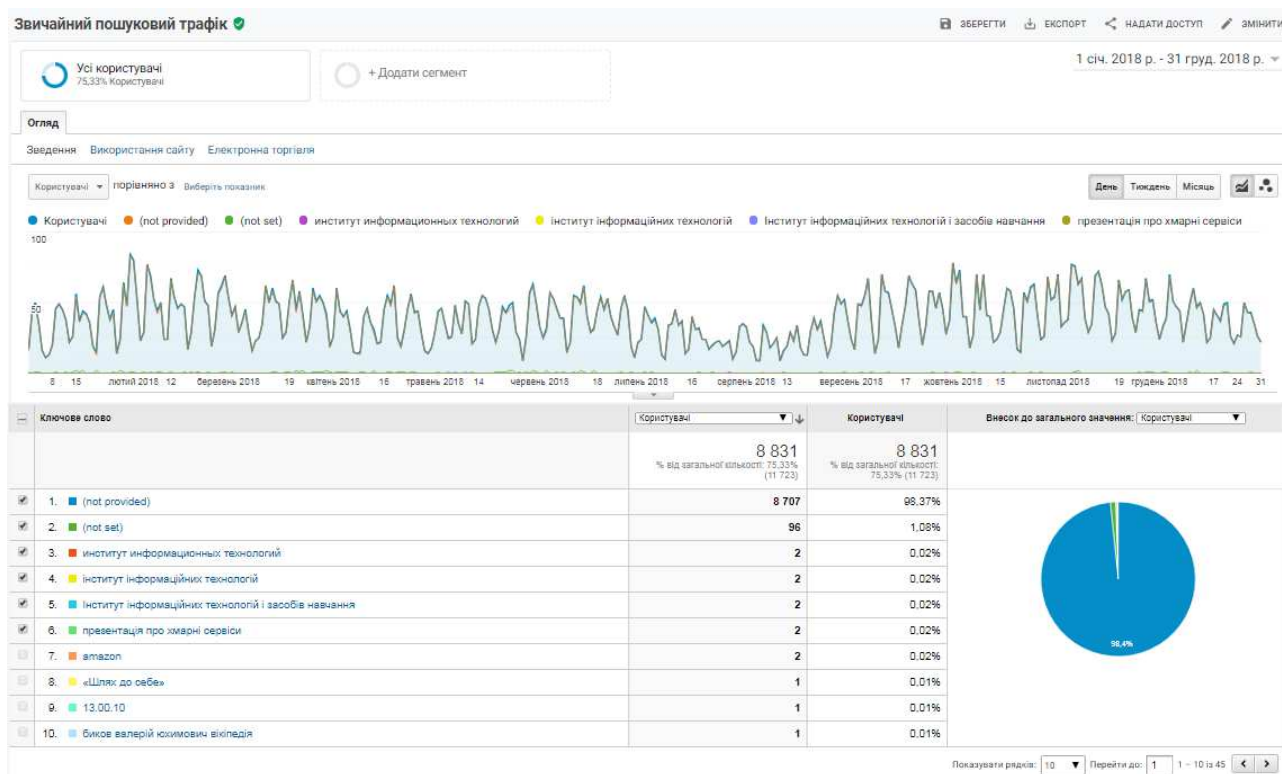 Звичайний пошуковий трафік
ЗБЕРЕГТИ ЕКСПОРТ НАДАТИ ДОСТУП ЗМІНИТИ
Усі користувачі
75,33% Користувачі
+ Додати сегмент
1 січ. 2018 р. - 31 груд. 2018 р.
Огляд
Зведення Використання сайту Електронна торгівля
Користувачі порівняно з Виберіть показник
День Тиждень Місяць
Користувачі (not provided) (not set) институт информационных технологий інститут інформаційних технологій Інститут інформаційних технологій і засобів навчання презентація про хмарні сервіси
100
50
8 15 лютий 2018 12 березень 2018 19 квітень 2018 16 травень 2018 14 червень 2018 18 липень 2018 16 серпень 2018 13 вересень 2018 17 жовтень 2018 15 листопад 2018 19 грудень 2018 17 24 31
Ключове слово Користувачі Користувачі Внесок до загального значення: Користувачі
8 831 8 831
% від загальної кількості: 75,33% (11 723) % від загальної кількості: 75,33% (11 723)
1. (not provided) 8 707 98,37%
2. (not set) 96 1,08%
3. институт информационных технологий 2 0,02%
4. інститут інформаційних технологій 2 0,02%
5. Інститут інформаційних технологій і засобів навчання 2 0,02%
6. презентація про хмарні сервіси 2 0,02%
7. amazon 2 0,02%
8. «Шлях до себе» 1 0,01%
9. 13.00.10 1 0,01%
10. биков валерій юхимович вікіпедія 1 0,01%
98,4%
Показувати рядків: 10 Перейти до: 1 1 – 10 із 45